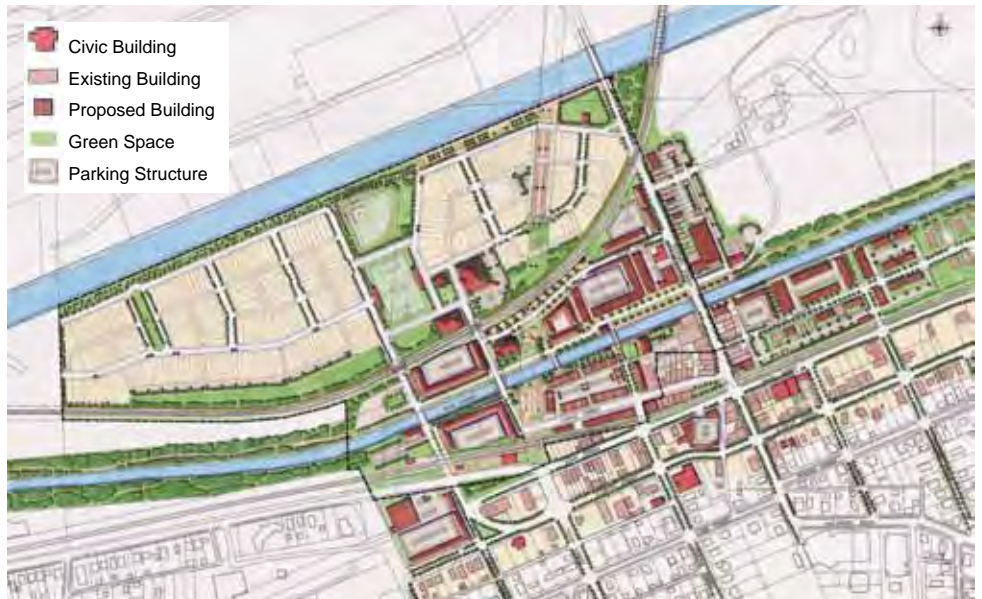 Civic Building
Existing Building
Proposed Building
Green Space
Parking Structure